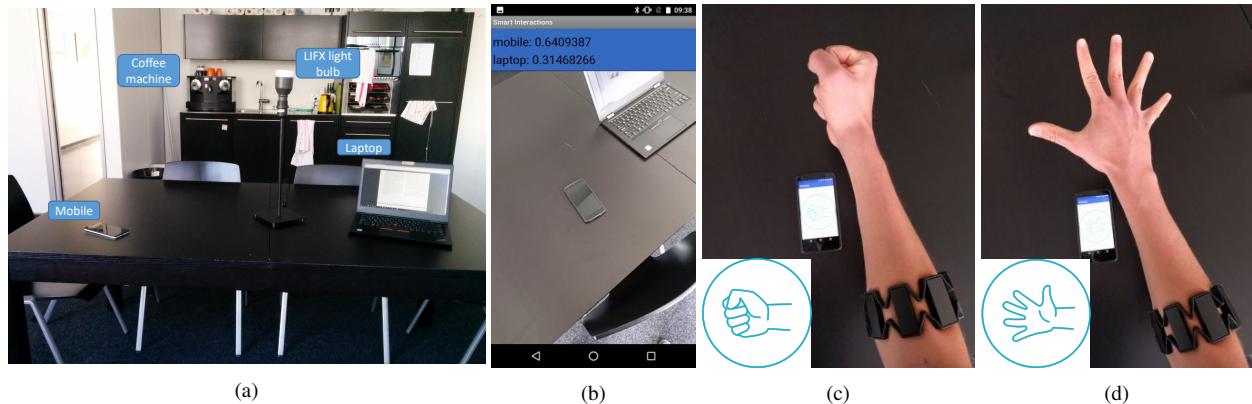 Coffee
machine
LIFX light
bulb
Laptop
Mobile
09:38
Smart Interactions
mobile: 0.6409387
laptop: 0.31468266
(a)
(b)
(c)
(d)